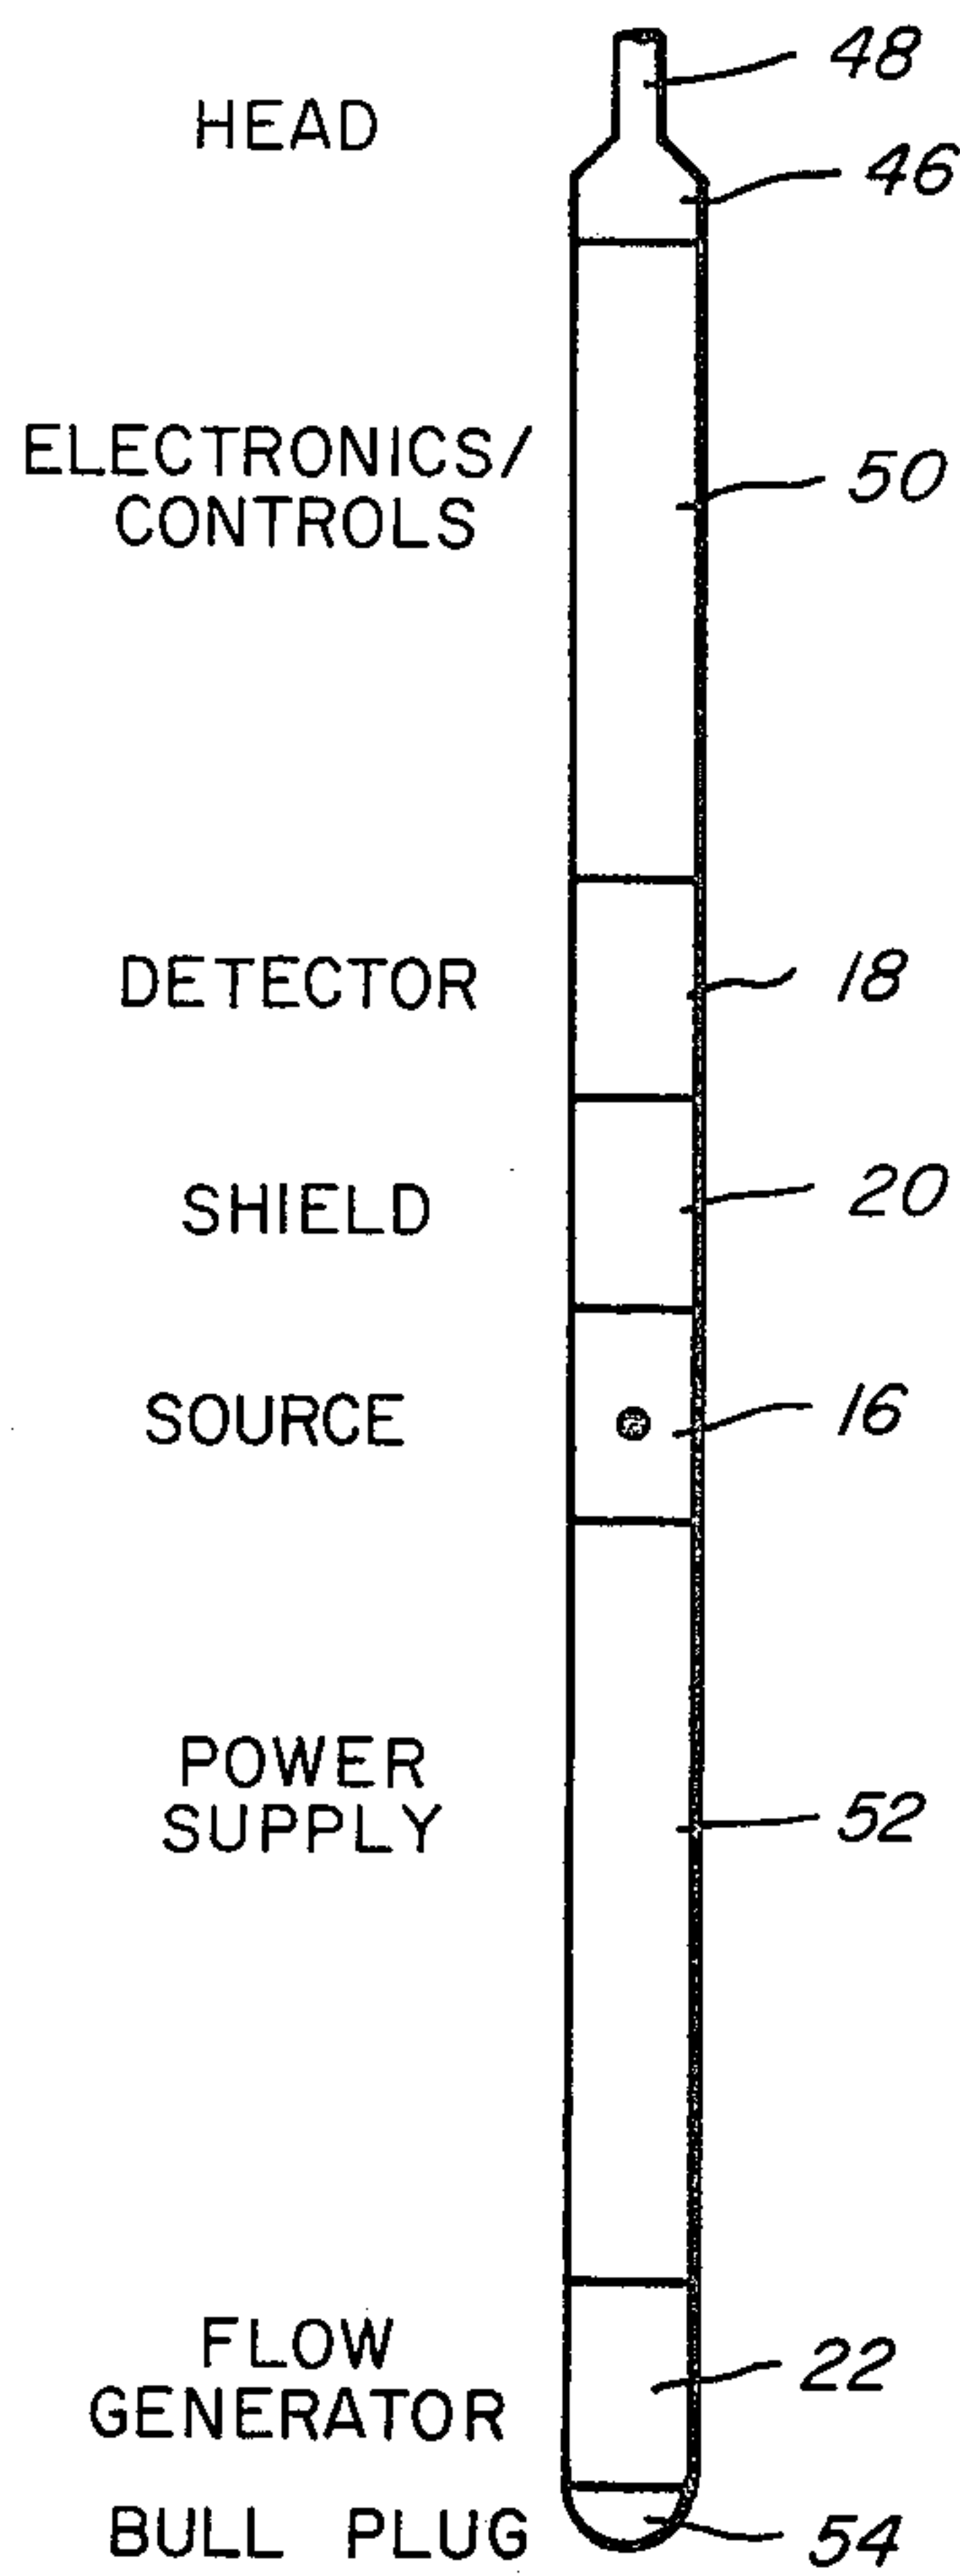 48
HEAD
46
ELECTRONICS/
CONTROLS
50
DETECTOR
18
SHIELD
20
SOURCE
16
POWER
SUPPLY
52
FLOW
GENERATOR
22
BULL PLUG
54